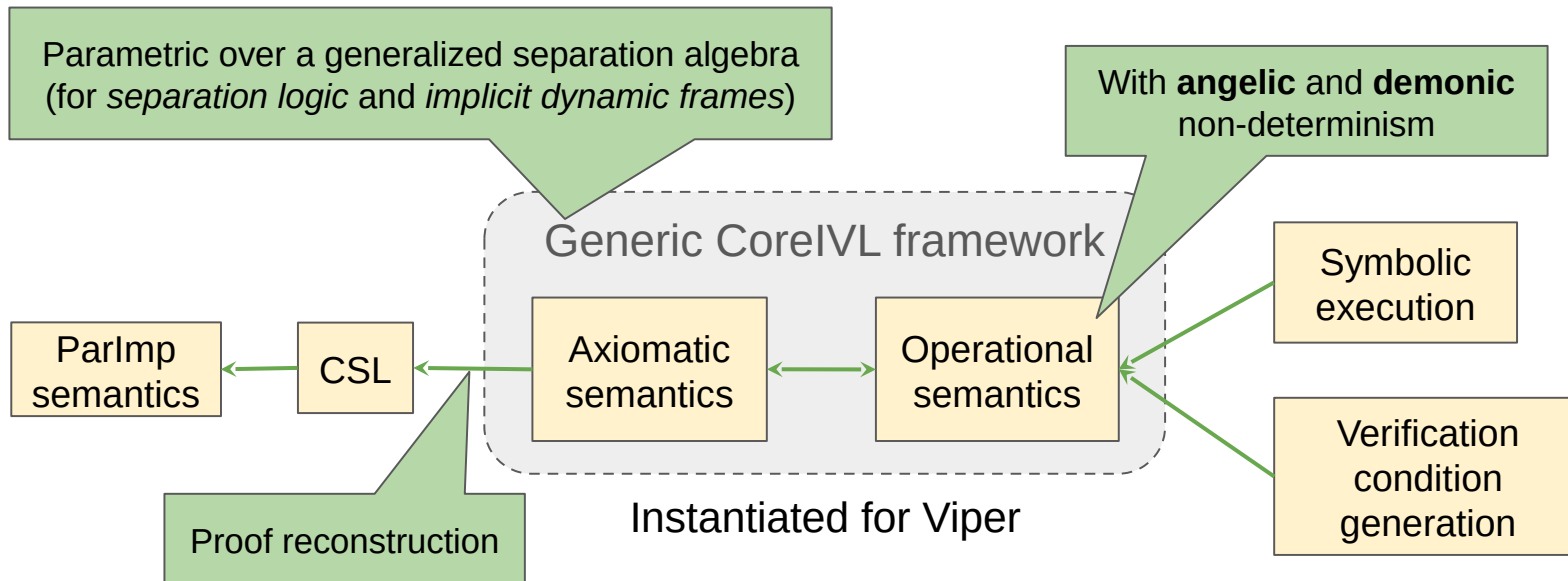 Parametric over a generalized separation algebra
(for separation logic and implicit dynamic frames)
With angelic and demonic
non-determinism
Generic CoreIVL framework
Symbolic
execution
ParImp
semantics
CSL
Axiomatic
semantics
Operational
semantics
Verification
condition
generation
Proof reconstruction
Instantiated for Viper